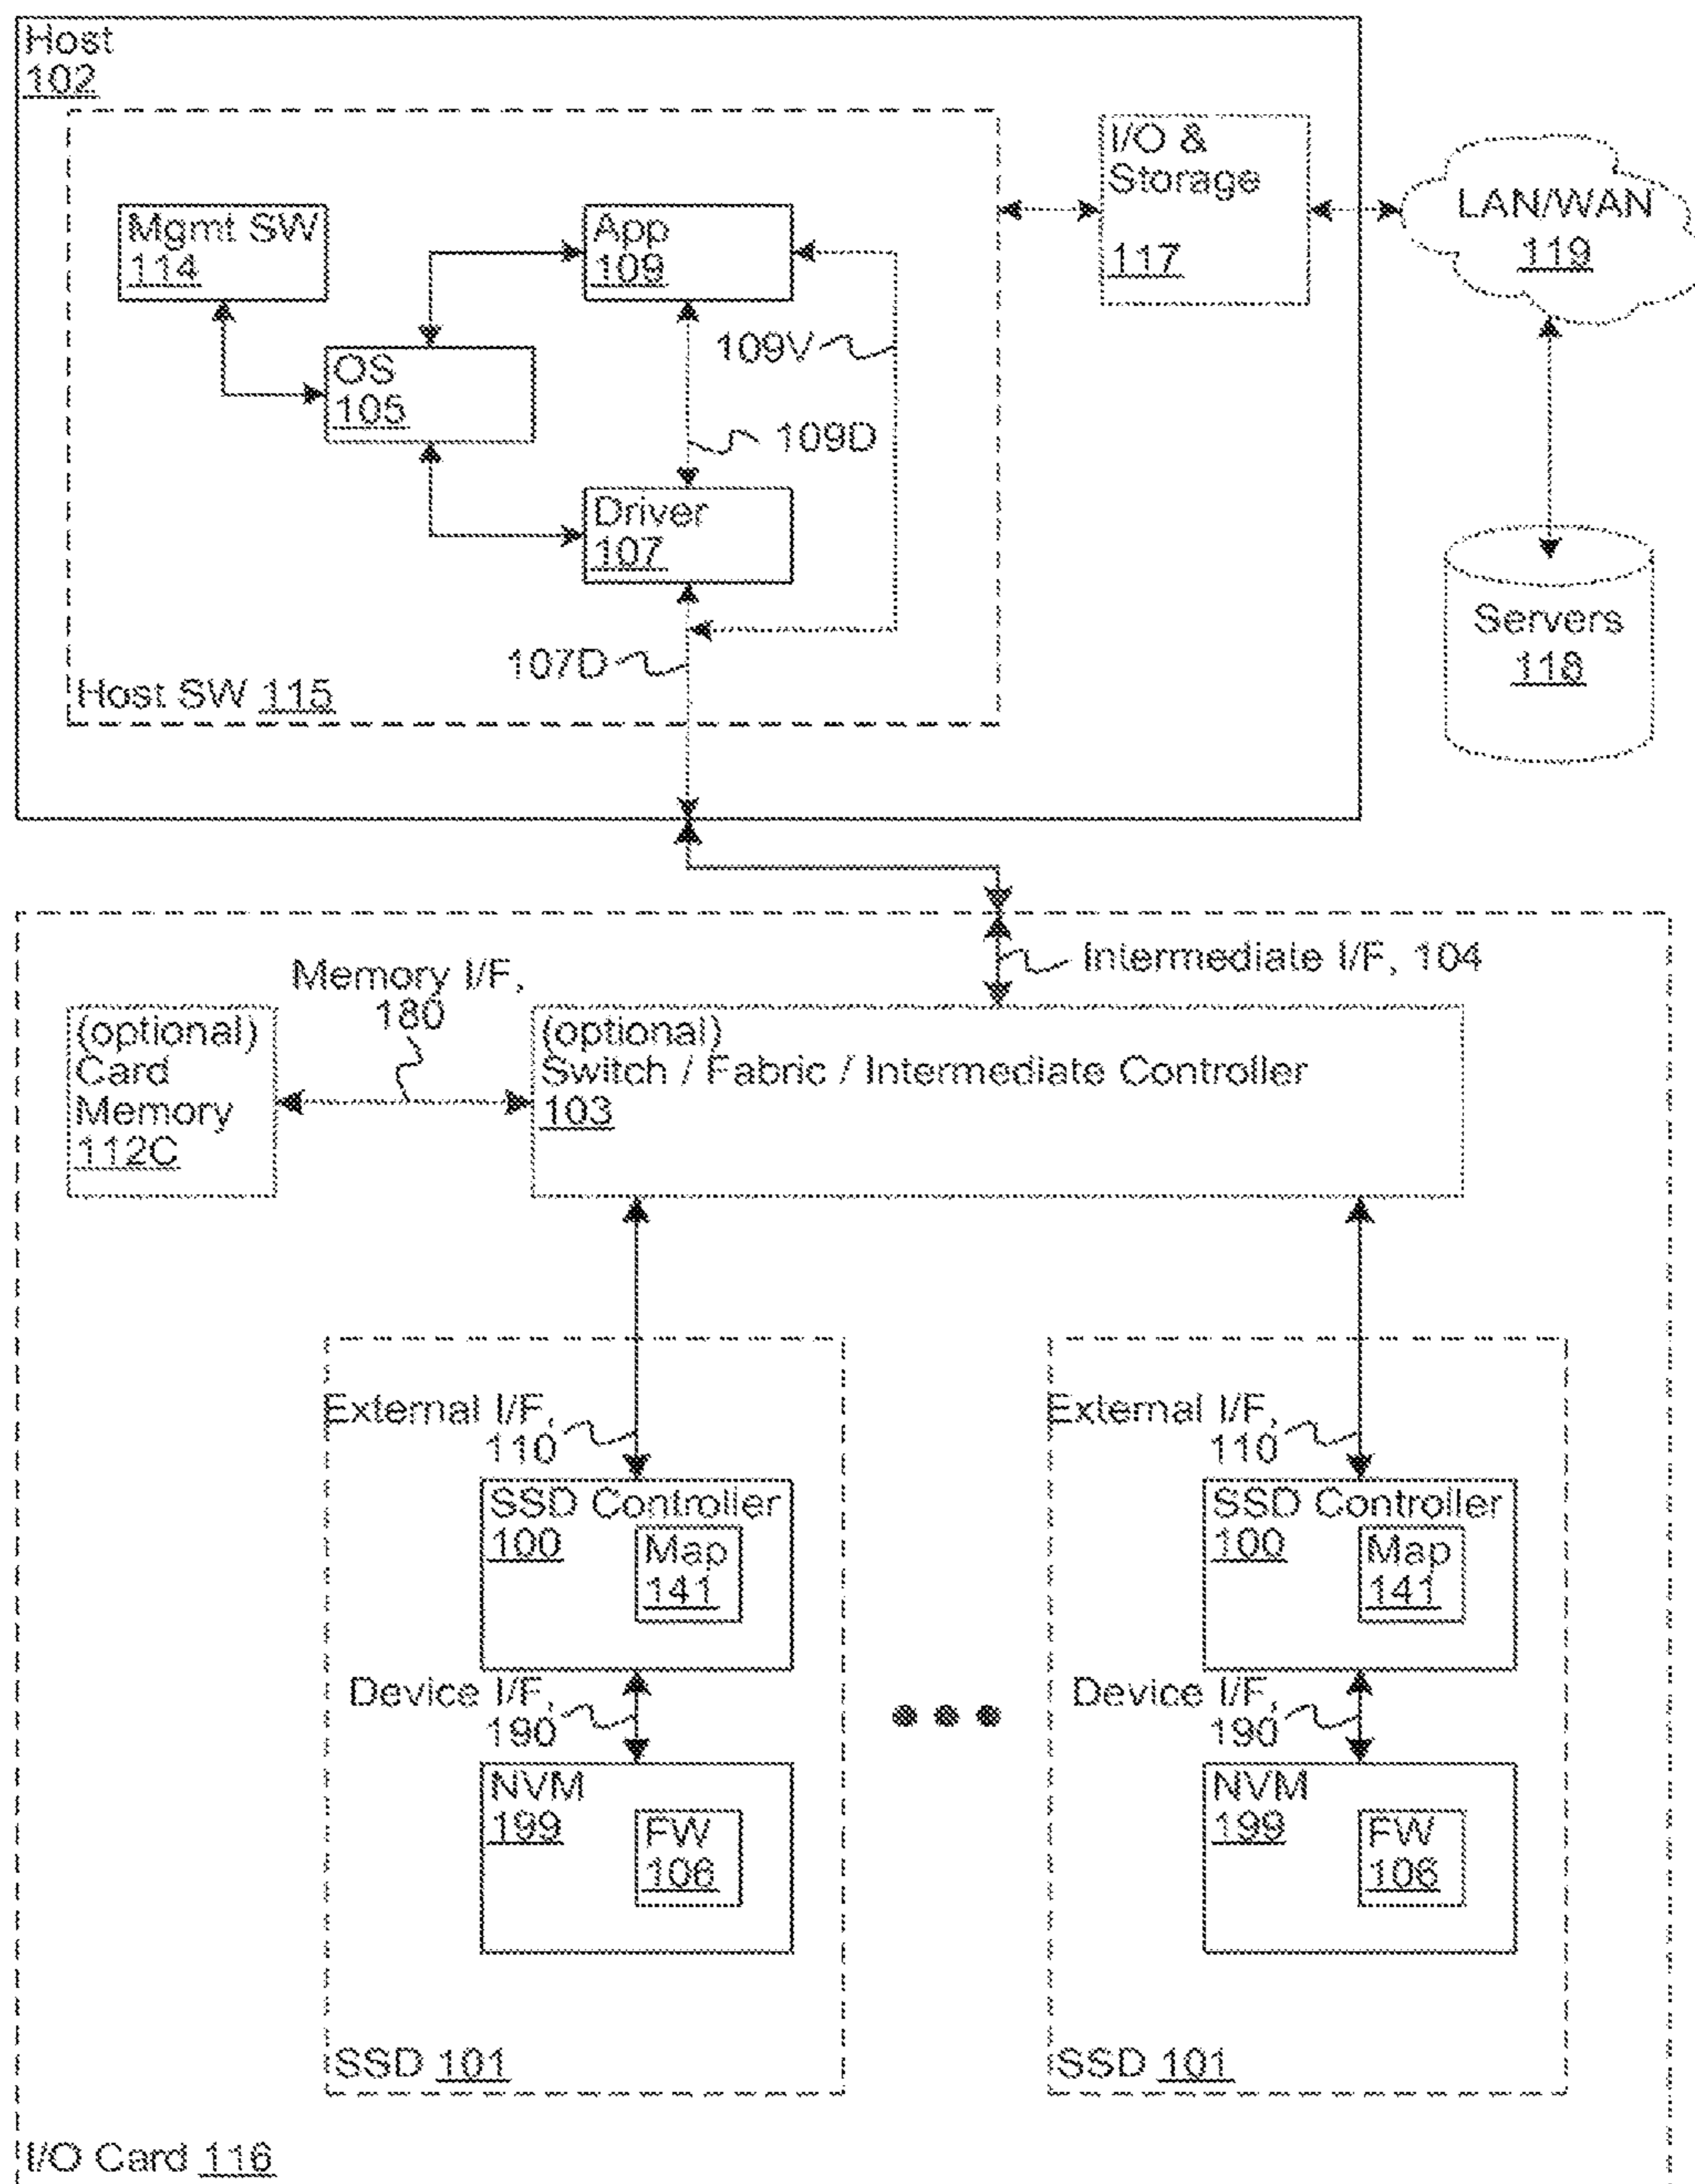 Host
102
I/O &
Storage
117
LAN/WAN
119
Mgmt SW
114
App
109
109V
OS
105
109D
Driver
107
Servers
118
107D
Host SW 115
Intermediate I/F, 104
Memory I/F,
180
(optional)
Card
Memory
112C
(optional)
Switch / Fabric / Intermediate Controller
103
External I/F,
110
External I/F,
110
SSD Controller
100
Map
141
SSD Controller
100
Map
141
Device I/F,
190
Device I/F,
190
NVM
199
FW
106
NVM
199
FW
106
SSD 101
SSD 101
I/O Card 116